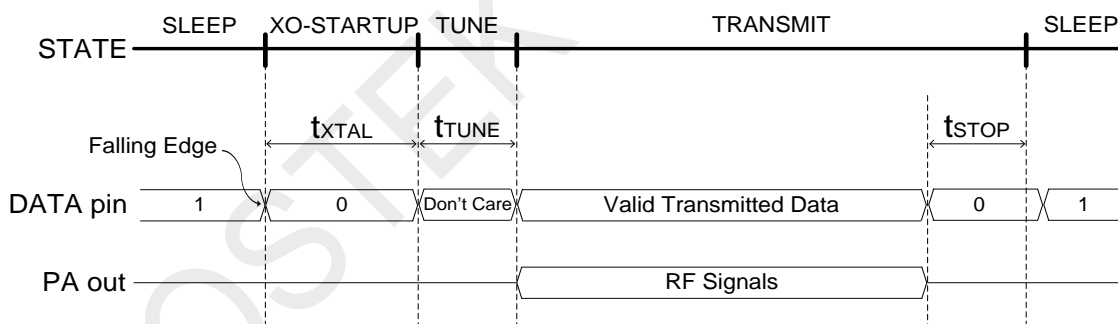 SLEEP XO-STARTUP TUNE TRANSMIT SLEEP
STATE
tXTAL tTUNE tSTOP
Falling Edge
DATA pin 1 0 Don't Care Valid Transmitted Data 0 1
PA out RF Signals
OSTEK